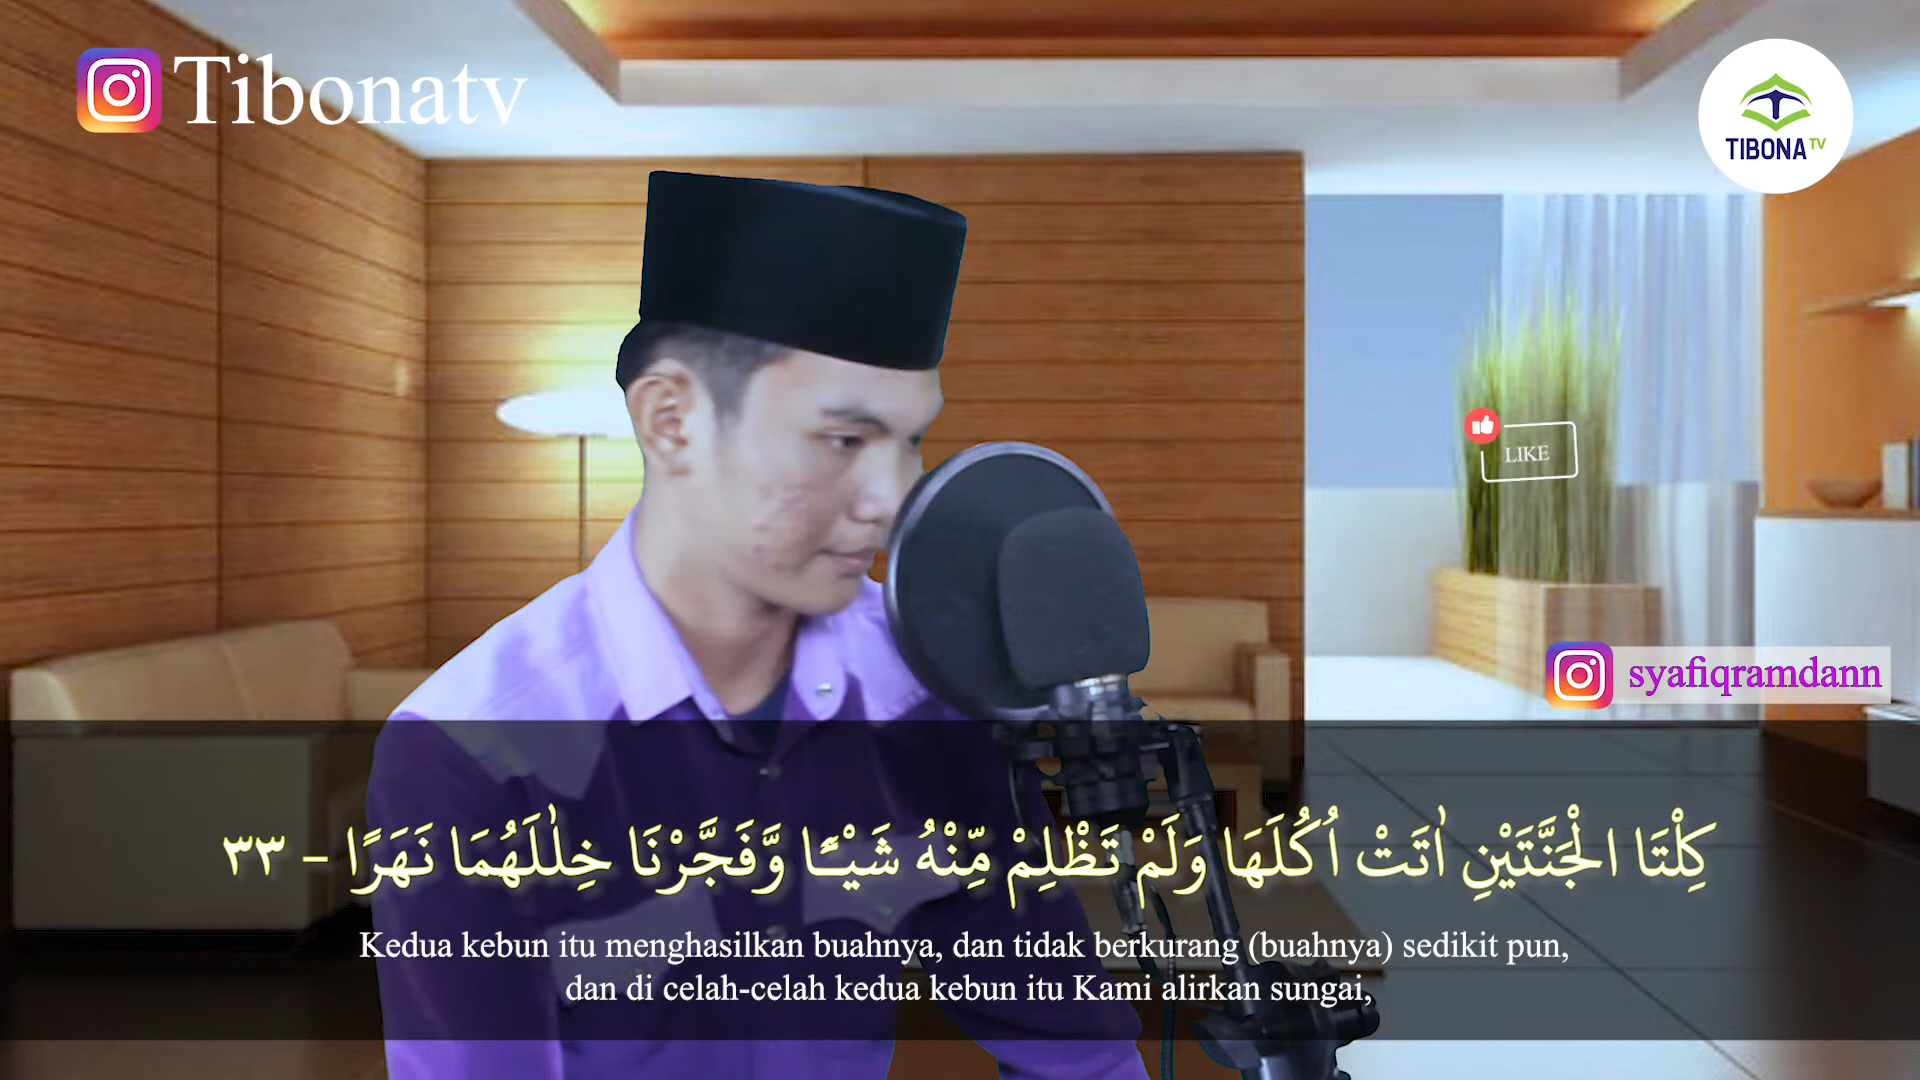 Tibonatv
TIBONA TV
LIKE
syafiqramdann
كِلْتَا الْجَنَّتَيْنِ اٰتَتْ اُكُلَهَا وَلَمْ تَظْلِمْ مِّنْهُ شَيْـًٔا وَّفَجَّرْنَا خِلٰلَهُمَا نَهَرًا – ٣٣
Kedua kebun itu menghasilkan buahnya, dan tidak berkurang (buahnya) sedikit pun,
dan di celah-celah kedua kebun itu Kami alirkan sungai,